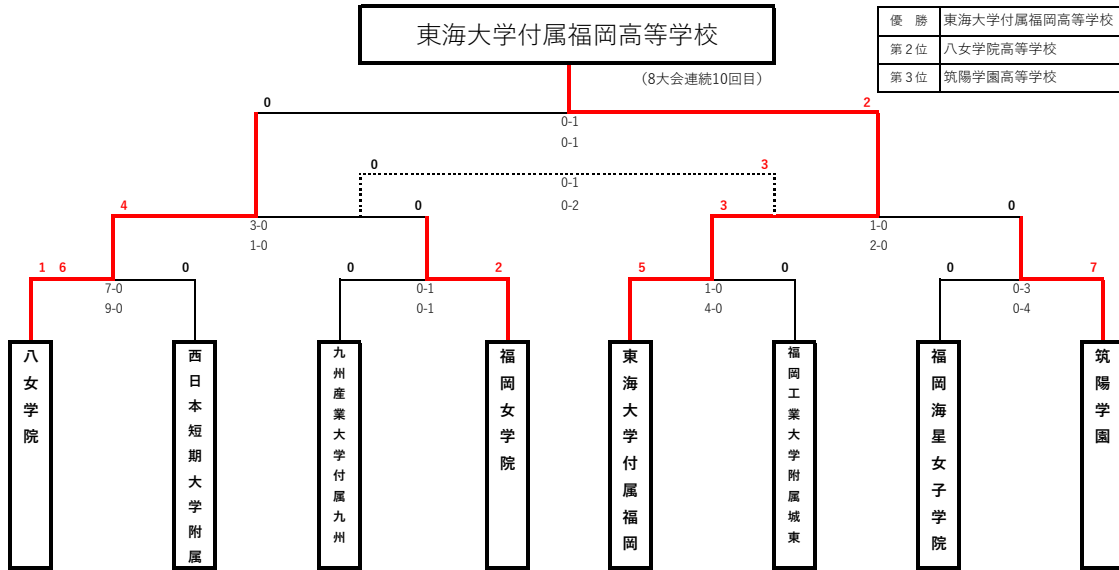 東海大学付属福岡高等学校
（8大会連続10回目）
優　勝 東海大学付属福岡高等学校
第２位 八女学院高等学校
第３位 筑陽学園高等学校
0 2
0-1
0-1
0 3
0-1
0-2
4 0 3 0
3-0 1-0
1-0 2-0
1 6 0 0 2 5 0 0 7
7-0 0-1 1-0 0-3
9-0 0-1 4-0 0-4
八女学院
西日本短期大学附属
九州産業大学付属九州
福岡女学院
東海大学付属福岡
福岡工業大学附属城東
福岡海星女子学院
筑陽学園